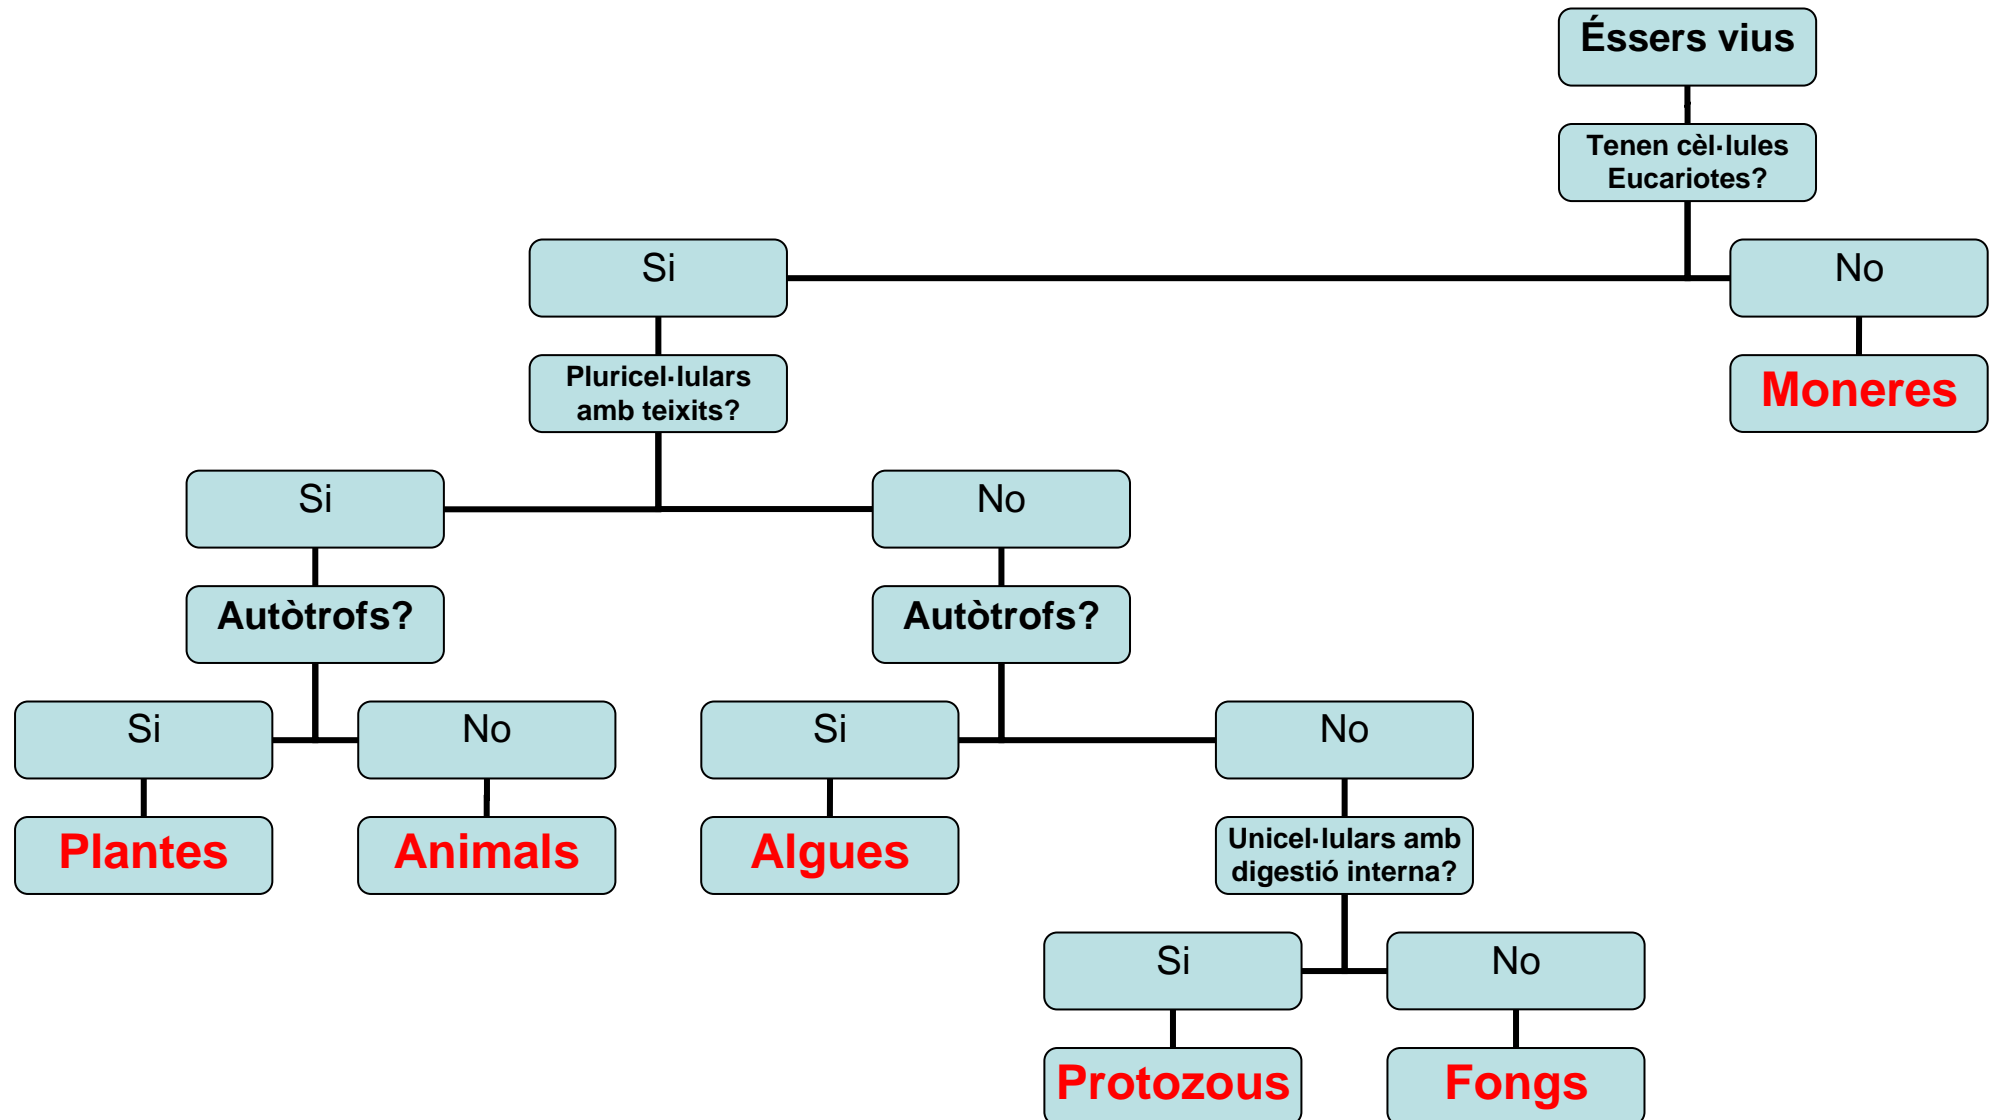 Éssers vius
Tenen cèl·lules
Eucariotes?
Si
No
Pluricel·lulars
amb teixits?
Moneres
Si
No
Autòtrofs?
Autòtrofs?
Si
No
Si
No
Plantes
Animals
Algues
Unicel·lulars amb
digestió interna?
Si
No
Protozous
Fongs